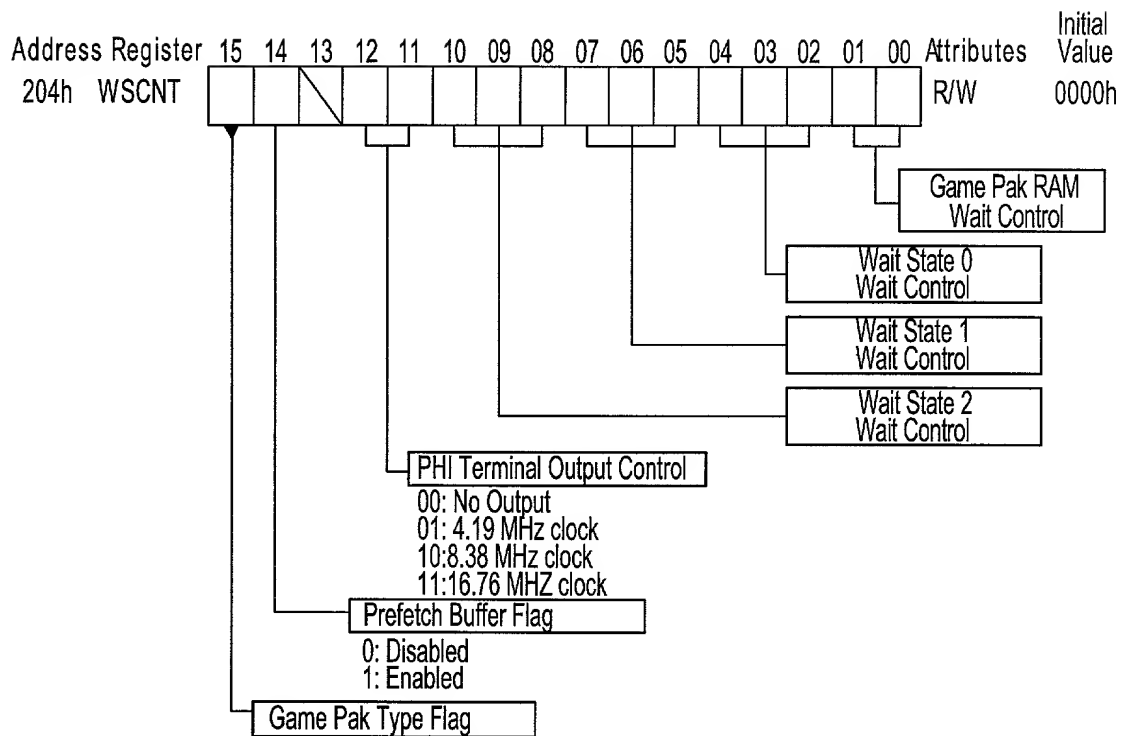 Initial
Address Register 15 14 13 12 11 10 09 08 07 06 05 04 03 02 01 00 Attributes Value
204h WSCNT R/W 0000h
Game Pak RAM
Wait Control
Wait State 0
Wait Control
Wait State 1
Wait Control
Wait State 2
Wait Control
PHI Terminal Output Control
00: No Output
01: 4.19 MHz clock
10:8.38 MHz clock
11:16.76 MHZ clock
Prefetch Buffer Flag
0: Disabled
1: Enabled
Game Pak Type Flag